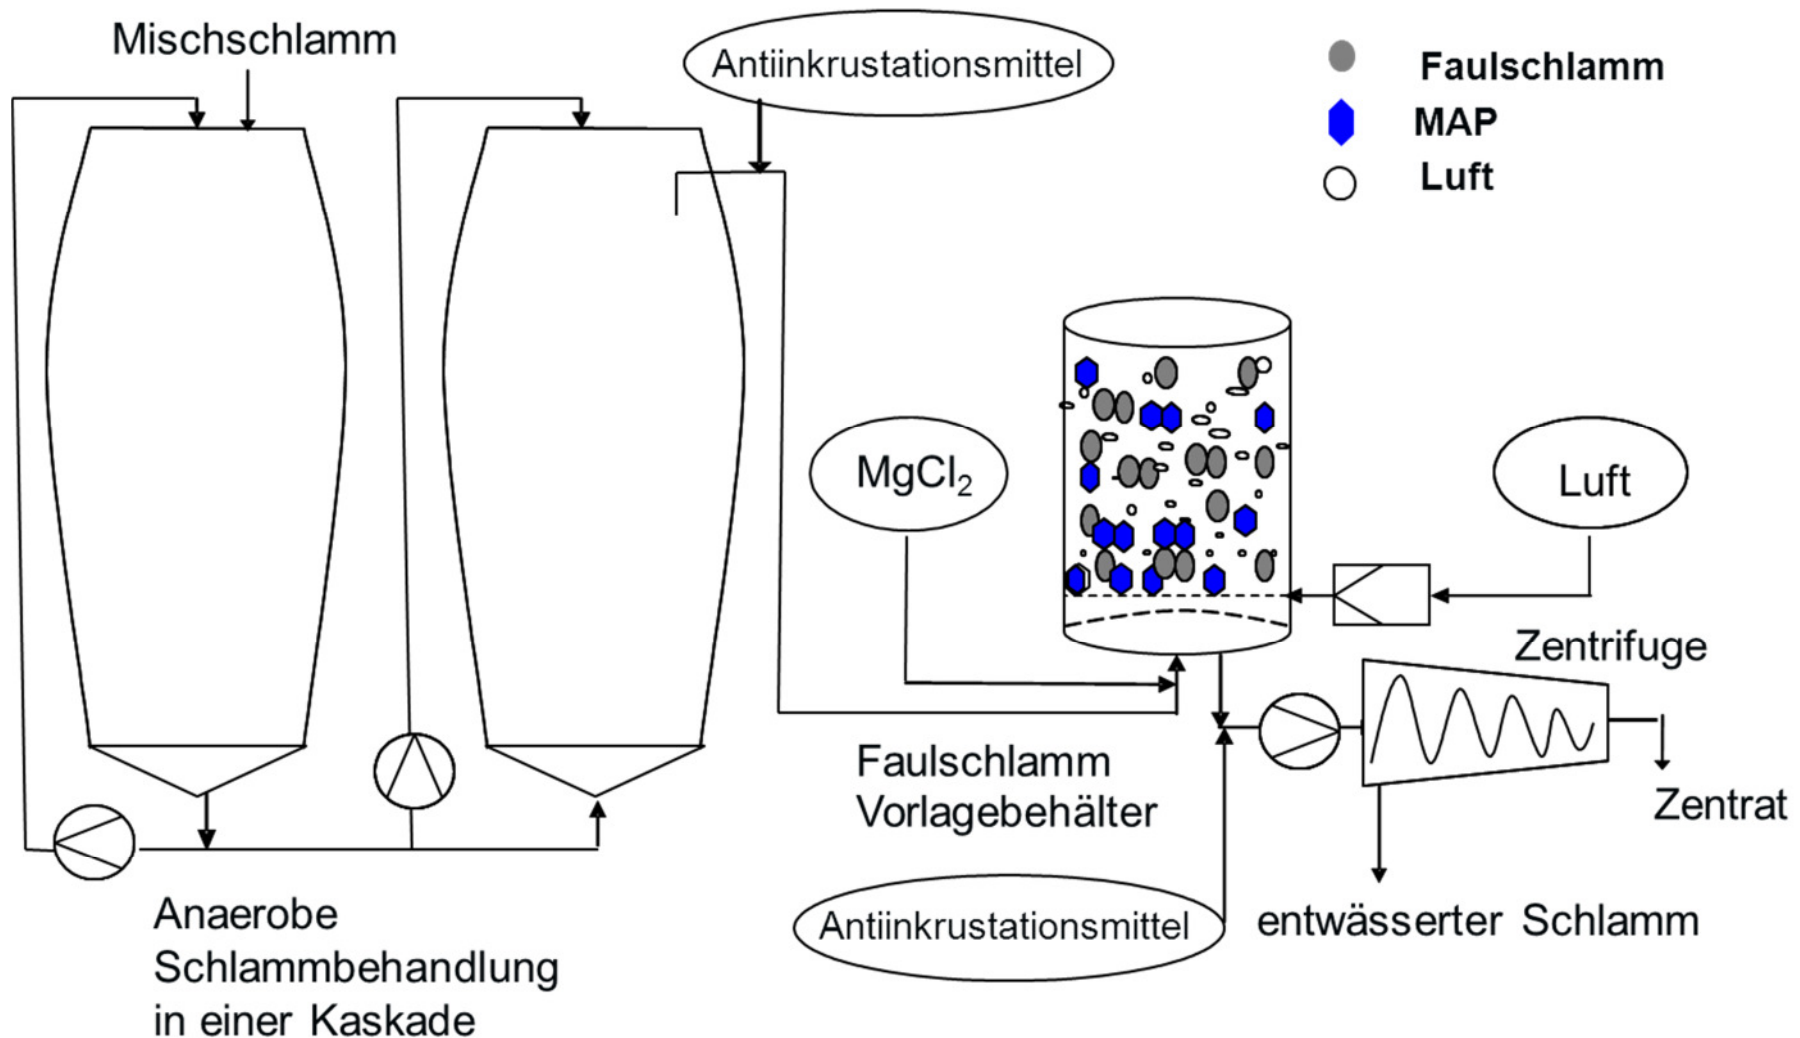 Mischschlamm
Antiinkrustationsmittel
Faulschlamm
MAP
Luft
MgCl₂
Luft
Zentrifuge
Faulschlamm
Vorlagebehälter
Zentrat
Anaerobe
Schlammbehandlung
in einer Kaskade
Antiinkrustationsmittel
entwässerter Schlamm